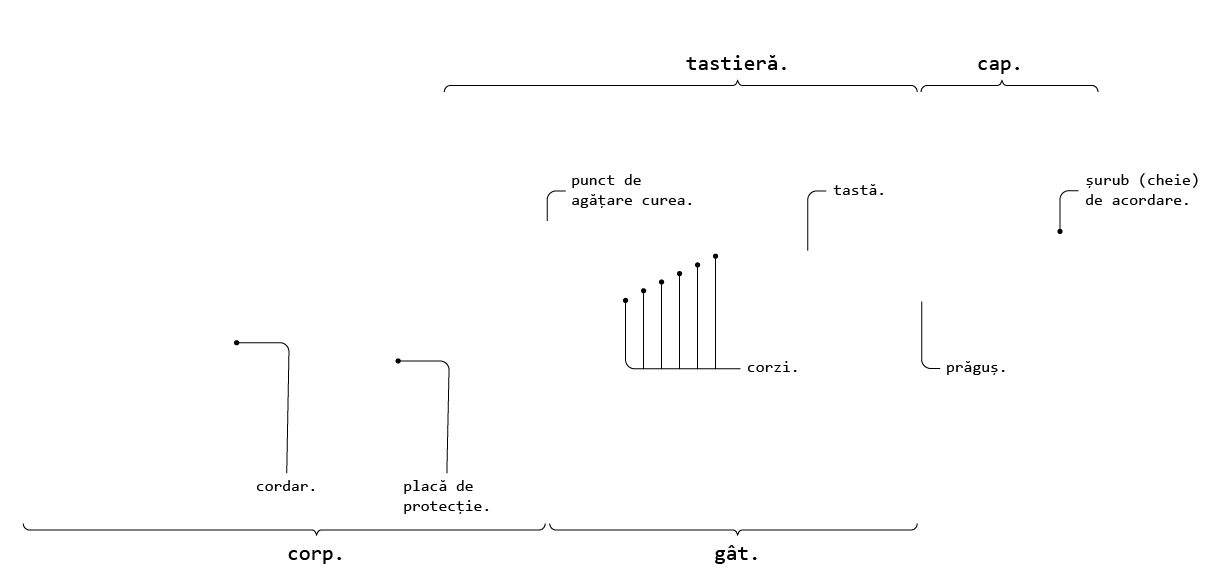 tastieră.
cap.
punct de
agățare curea.
tastă.
șurub (cheie)
de acordare.
corzi.
prăguș.
cordar.
placă de
protecție.
corp.
gât.